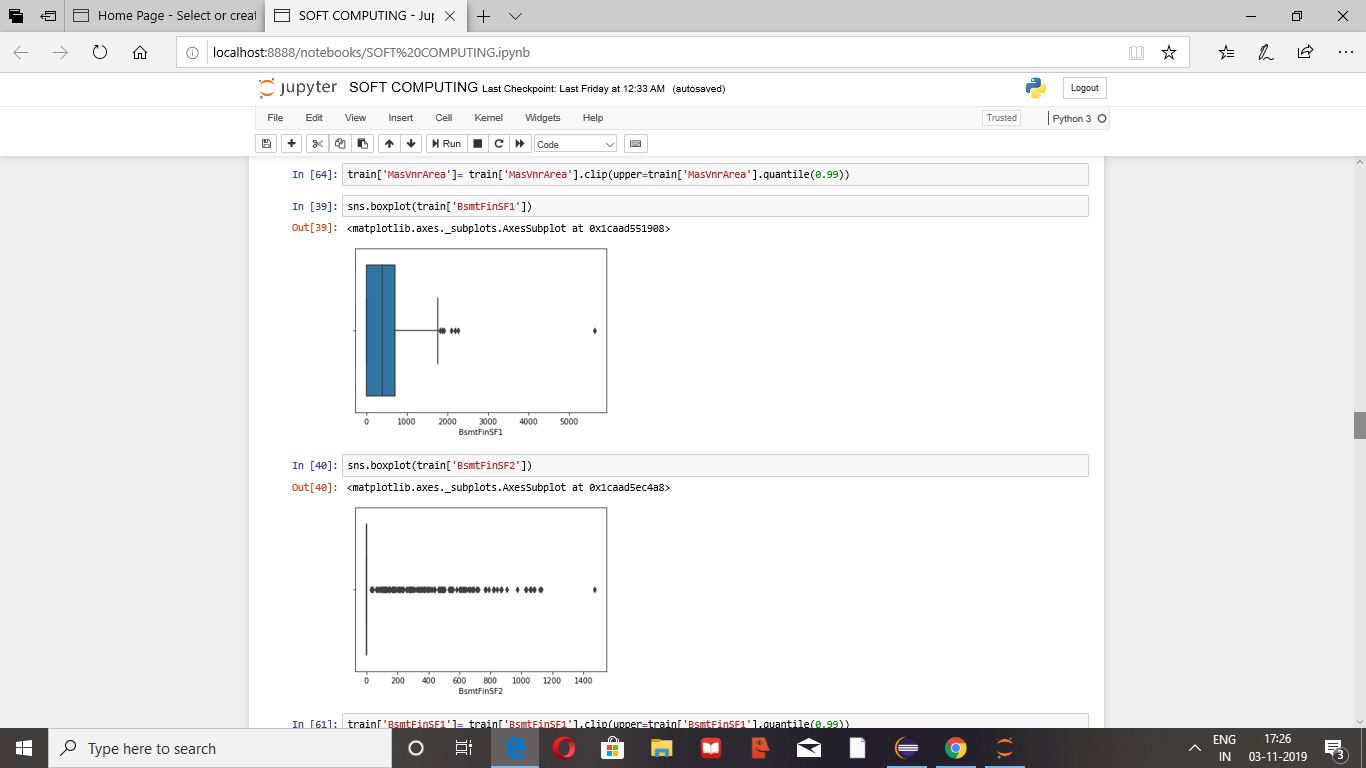 Home Page - Select or creat
SOFT COMPUTING - Jup
localhost:8888/notebooks/SOFT%20COMPUTING.ipynb
jupyter SOFT COMPUTING Last Checkpoint: Last Friday at 12:33 AM (autosaved)
Logout
File Edit View Insert Cell Kernel Widgets Help
Trusted
Python 3
Run
Code
In [64]: train['MasVnrArea']= train['MasVnrArea'].clip(upper=train['MasVnrArea'].quantile(0.99))
In [39]: sns.boxplot(train['BsmtFinSF1'])
Out[39]: <matplotlib.axes._subplots.AxesSubplot at 0x1caad551908>
0 1000 2000 3000 4000 5000
BsmtFinSF1
In [40]: sns.boxplot(train['BsmtFinSF2'])
Out[40]: <matplotlib.axes._subplots.AxesSubplot at 0x1caad5ec4a8>
0 200 400 600 800 1000 1200 1400
BsmtFinSF2
In [61]: train['BsmtFinSF1']= train['BsmtFinSF1'].clip(upper=train['BsmtFinSF1'].quantile(0.99))
Type here to search
ENG
IN
17:26
03-11-2019
3